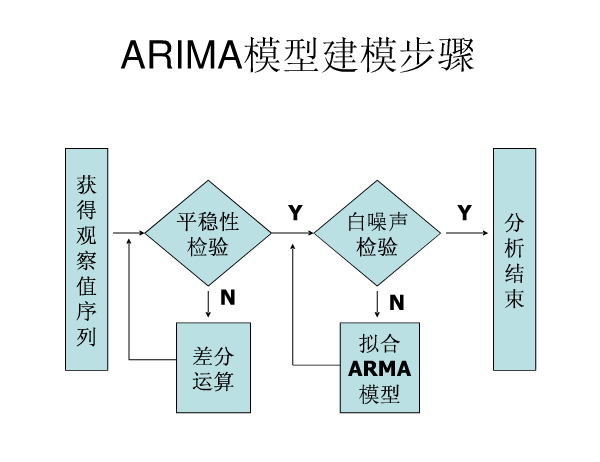 ARIMA模型建模步骤
获得观察值序列
平稳性
检验
Y
白噪声
检验
Y
分析结束
N
N
差分
运算
拟合
ARMA
模型